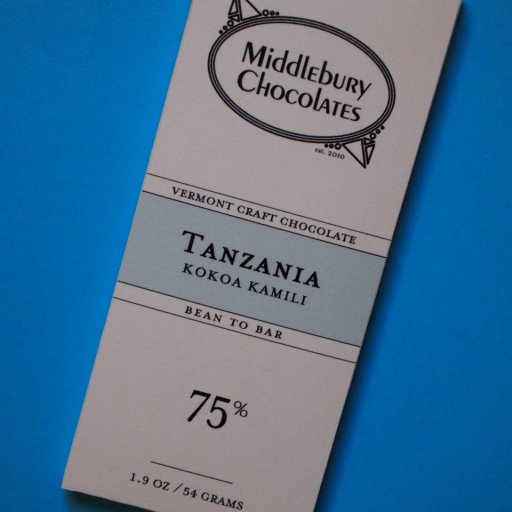 Middlebury
Chocolates
est. 2010
VERMONT CRAFT CHOCOLATE
TANZANIA
KOKOA KAMILI
BEAN TO BAR
75%
1.9 OZ / 54 GRAMS